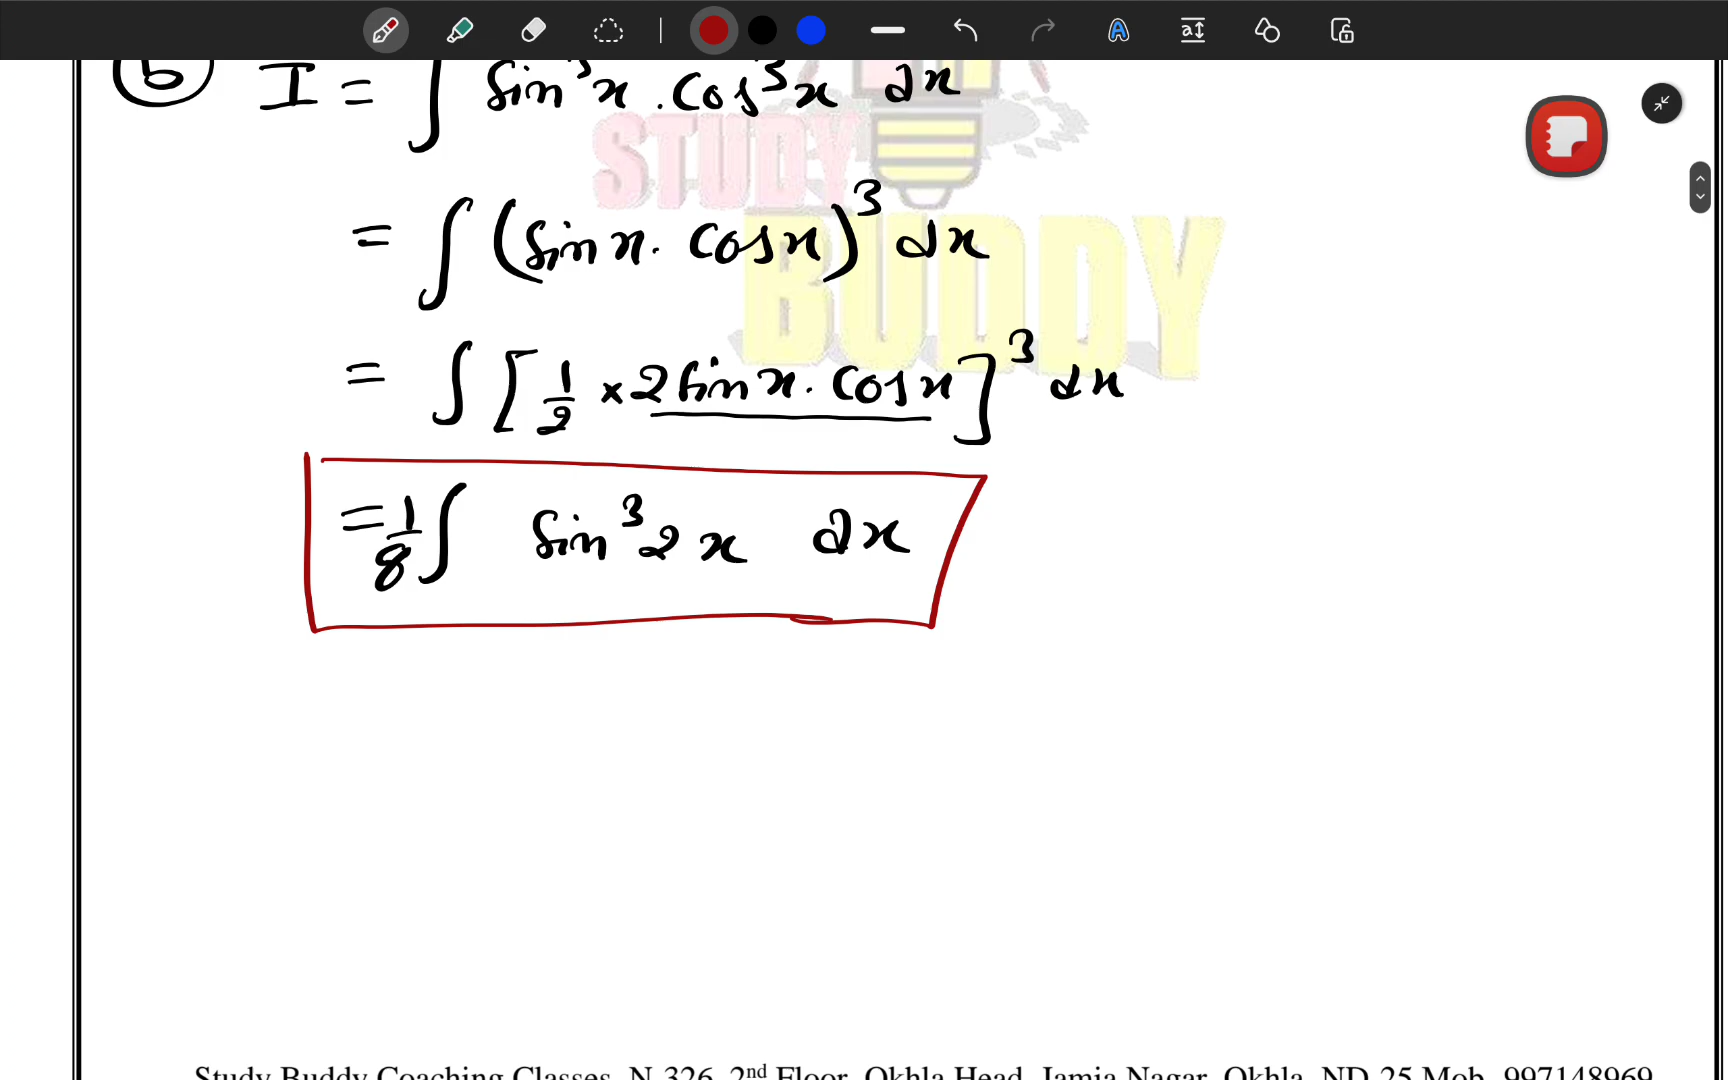 b I = ∫ sin³x . cos³x dx
= ∫ (sin x . cos x)³ dx
= ∫ [1/2 × 2 sin x . cos x]³ dx
= 1/8 ∫ sin³2x dx
STUDY
BUDDY
Study Buddy Coaching Classes, N-326, 2nd Floor, Okhla Head, Jamia Nagar, Okhla, ND-25 Mob. 997148969